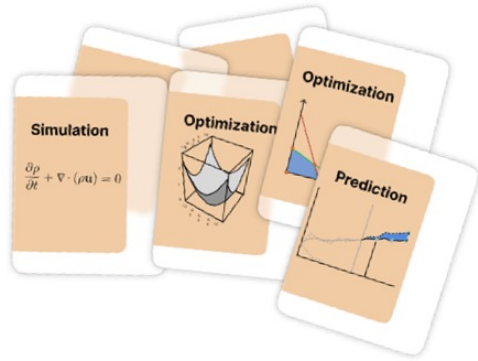 Simulation
∂ρ/∂t + ∇ · (ρu) = 0
Optimization
Optimization
Prediction